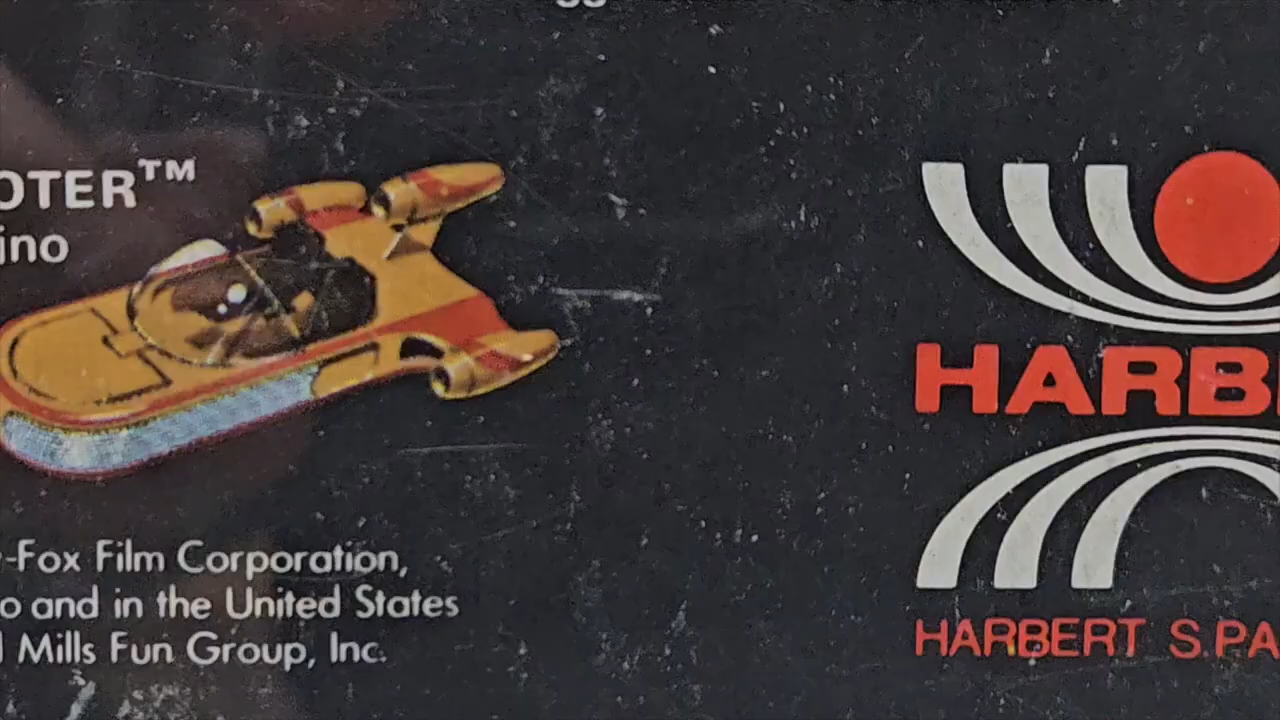 OTER™
ino
-Fox Film Corporation,
o and in the United States
Mills Fun Group, Inc.
HARB
HARBERT S.PA